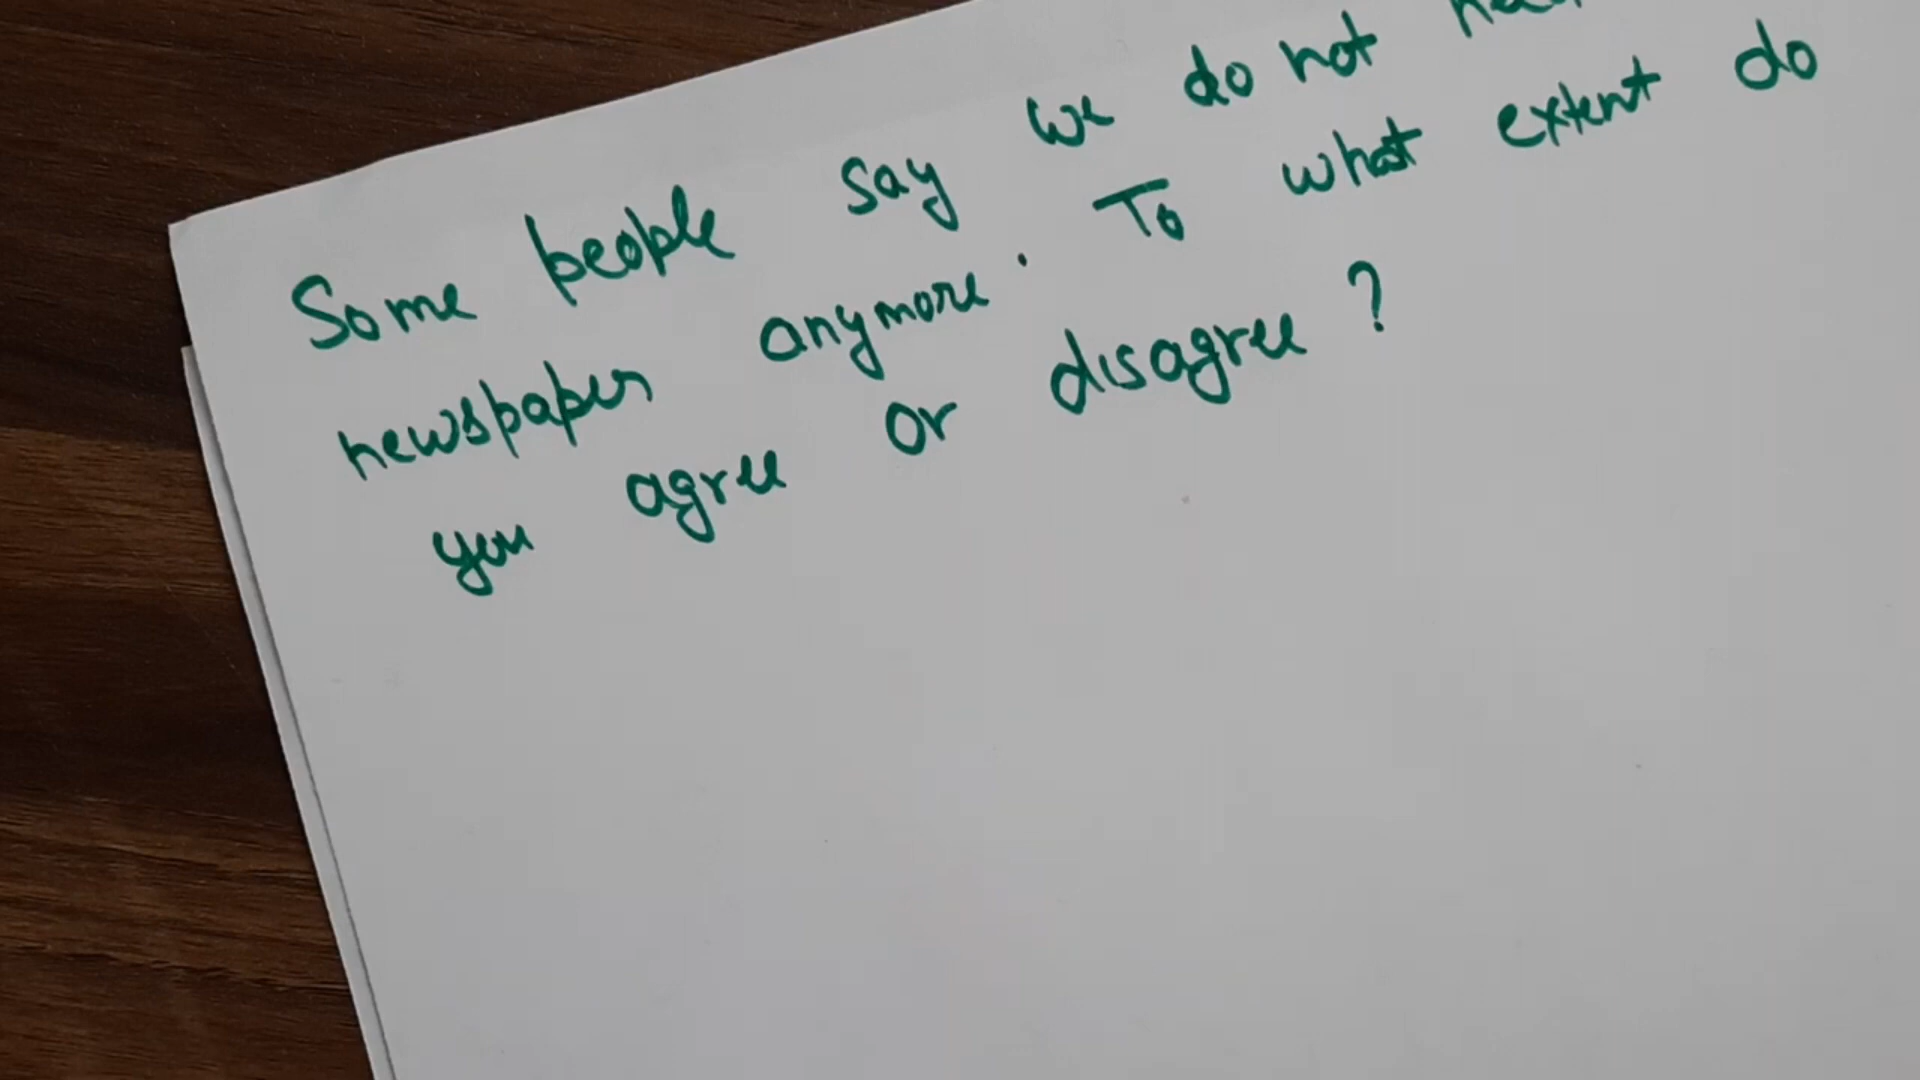 Some people say we do not
newspaper anymore. To what extent do
you agree or disagree?